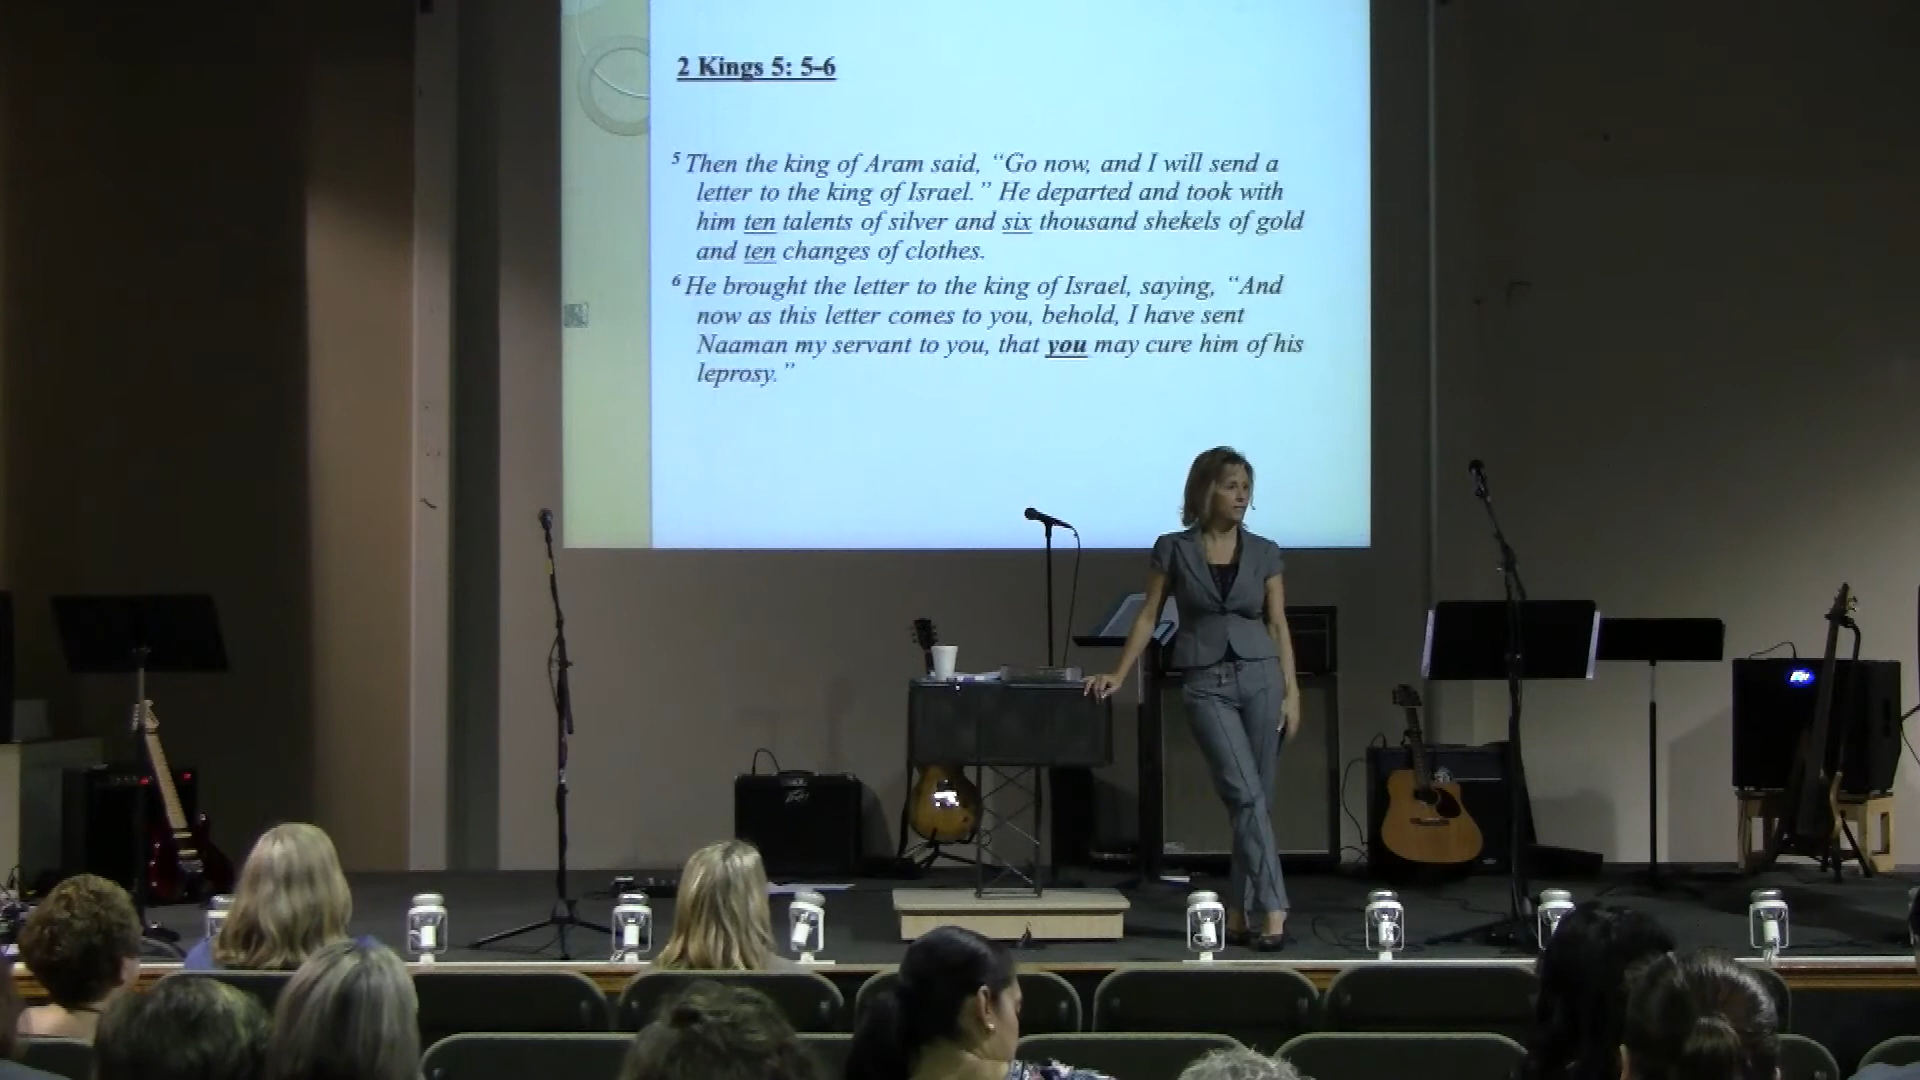 2 Kings 5: 5-6
5 Then the king of Aram said, “Go now, and I will send a
letter to the king of Israel.” He departed and took with
him ten talents of silver and six thousand shekels of gold
and ten changes of clothes.
6 He brought the letter to the king of Israel, saying, “And
now as this letter comes to you, behold, I have sent
Naaman my servant to you, that you may cure him of his
leprosy.”